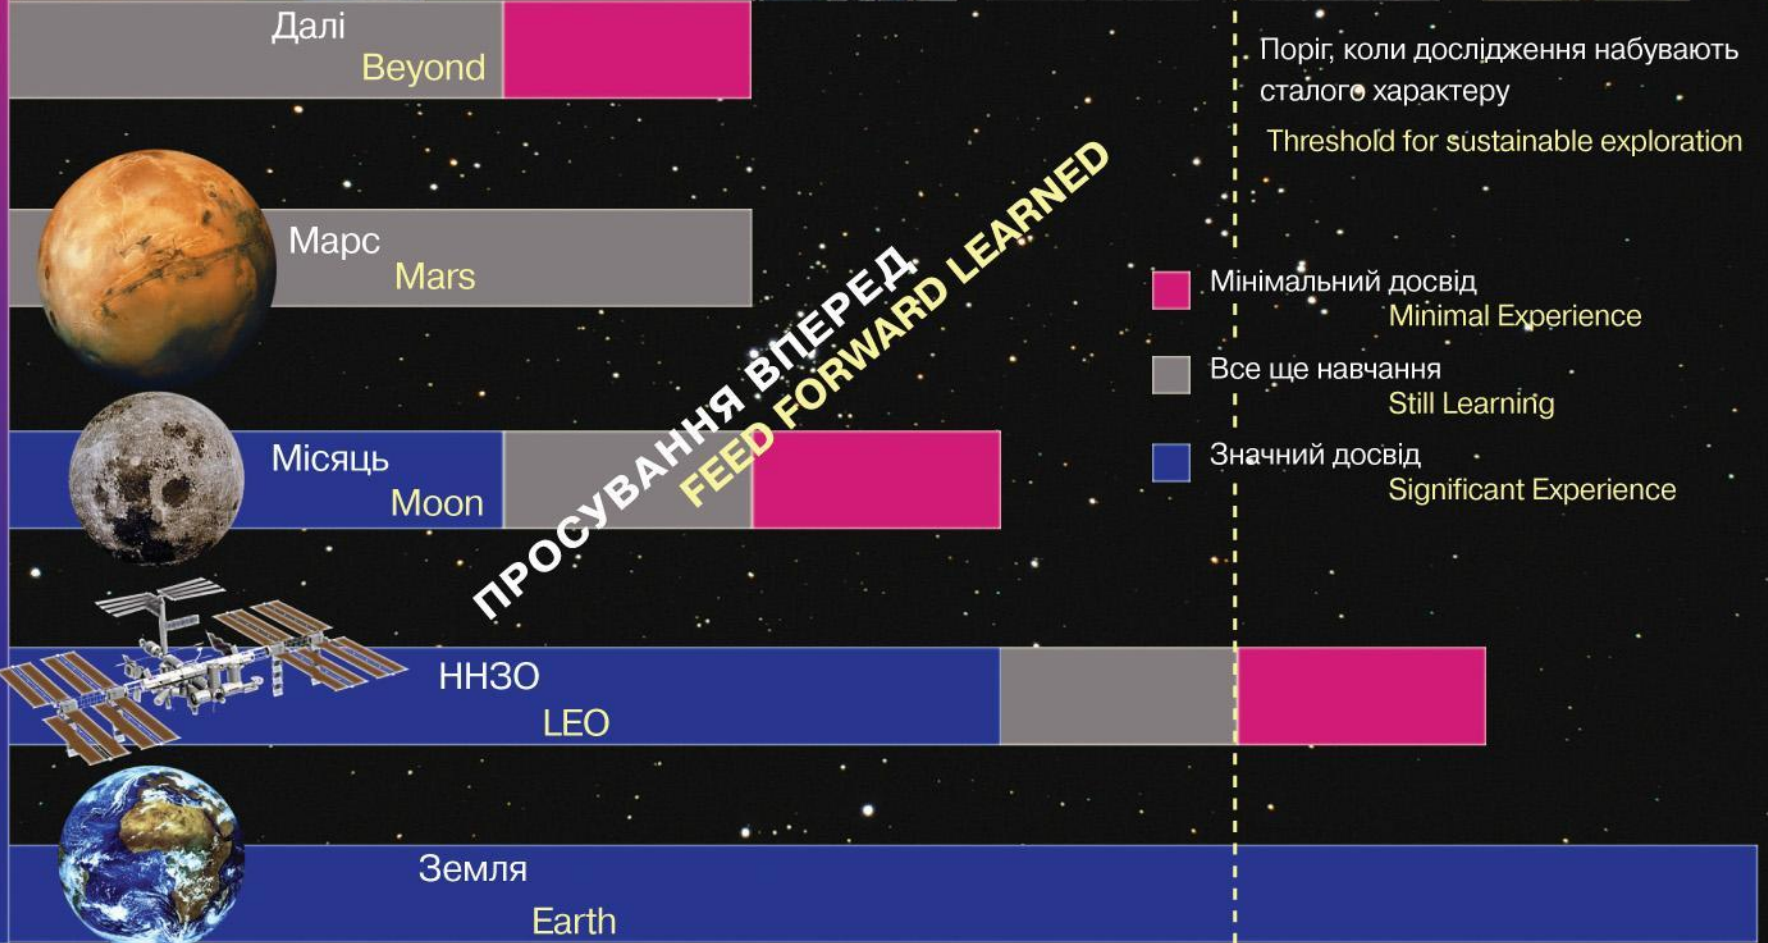 Далі
Beyond
Поріг, коли дослідження набувають
сталого характеру
Threshold for sustainable exploration
Марс
Mars
ПРОСУВАННЯ ВПЕРЕД
FEED FORWARD LEARNED
Мінімальний досвід
Minimal Experience
Все ще навчання
Still Learning
Значний досвід
Significant Experience
Місяць
Moon
ННЗО
LEO
Земля
Earth